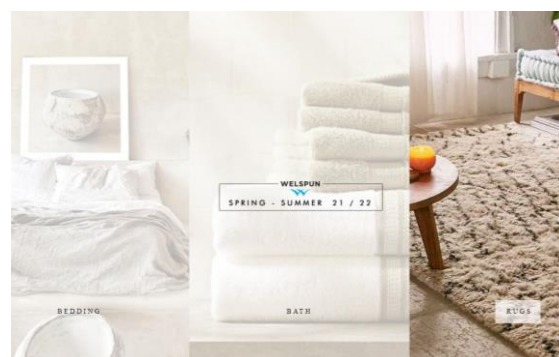 WELSPUN
SPRING - SUMMER 21 / 22
BEDDING
BATH
RUGS